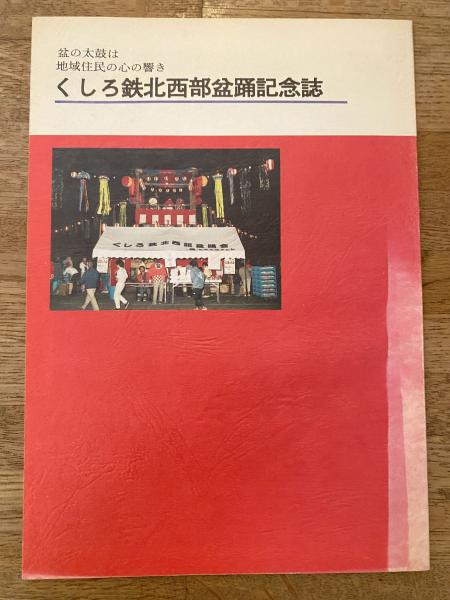 盆の太鼓は
地域住民の心の響き
くしろ鉄北西部盆踊記念誌
くしろ鉄北西部盆踊会